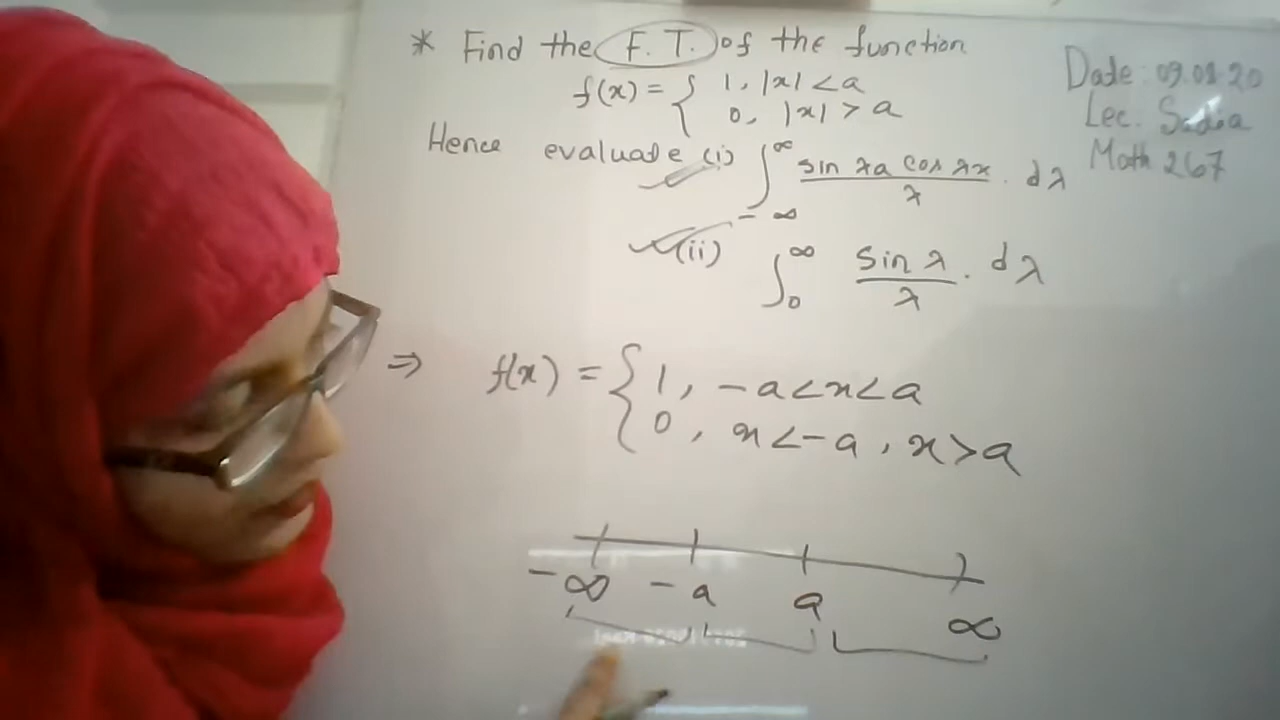 * Find the F. T. of the function
f(x) = { 1, |x| < a
0, |x| > a
Hence evaluate (i) ∫_{-∞}^{∞} sin λa cos λx / λ . dλ
(ii) ∫_0^∞ sin λ / λ . dλ
Date: 09.01.20
Lec: Sadia
Math 267
⇒ f(x) = { 1, -a<x<a
0, x<-a, x>a
-∞ -a a ∞